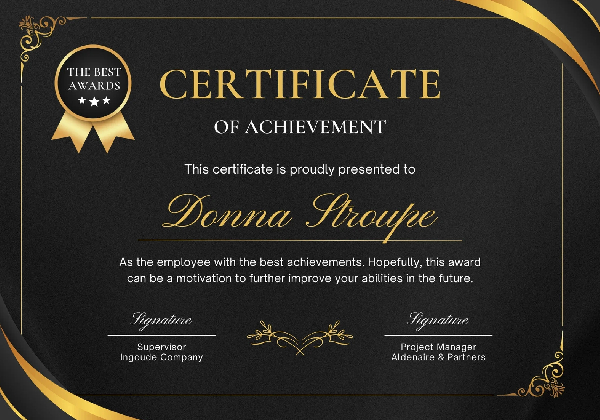 THE BEST
AWARDS
CERTIFICATE
OF ACHIEVEMENT
This certificate is proudly presented to
Donna Stroupe
As the employee with the best achievements. Hopefully, this award
can be a motivation to further improve your abilities in the future.
Signature
Supervisor
Ingoude Company
Signature
Project Manager
Aldenaire & Partners